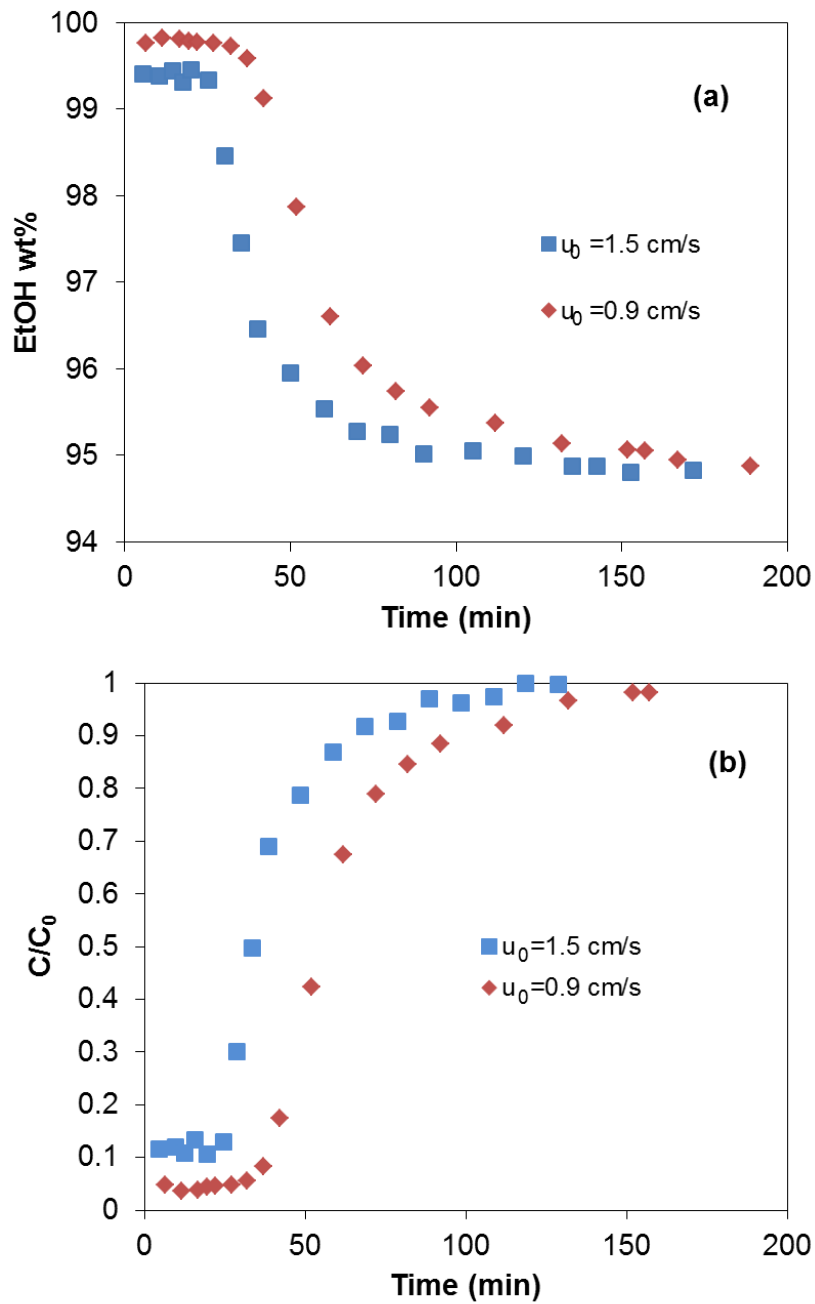 100
99
98
97
96
95
94
EtOH wt%
(a)
u0 =1.5 cm/s
u0 =0.9 cm/s
0
50
100
150
200
Time (min)
1
0.9
0.8
0.7
0.6
0.5
0.4
0.3
0.2
0.1
0
C/C0
(b)
u0=1.5 cm/s
u0=0.9 cm/s
0
50
100
150
200
Time (min)